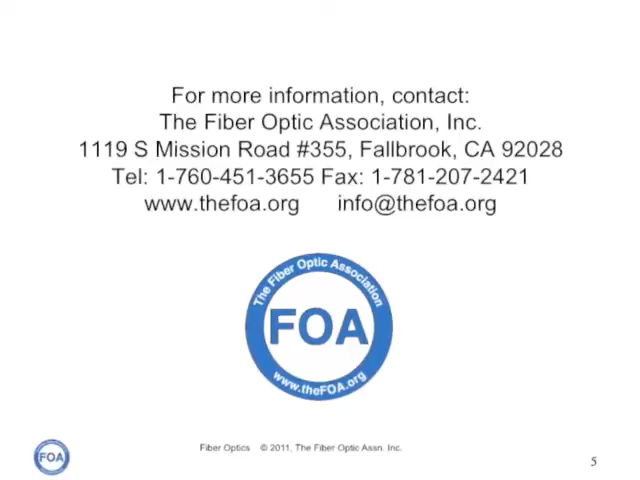 For more information, contact:
The Fiber Optic Association, Inc.
1119 S Mission Road #355, Fallbrook, CA 92028
Tel: 1-760-451-3655 Fax: 1-781-207-2421
www.thefoa.org info@thefoa.org
The Fiber Optic Association
FOA
www.theFOA.org
FOA
Fiber Optics © 2011, The Fiber Optic Assn. Inc.
5